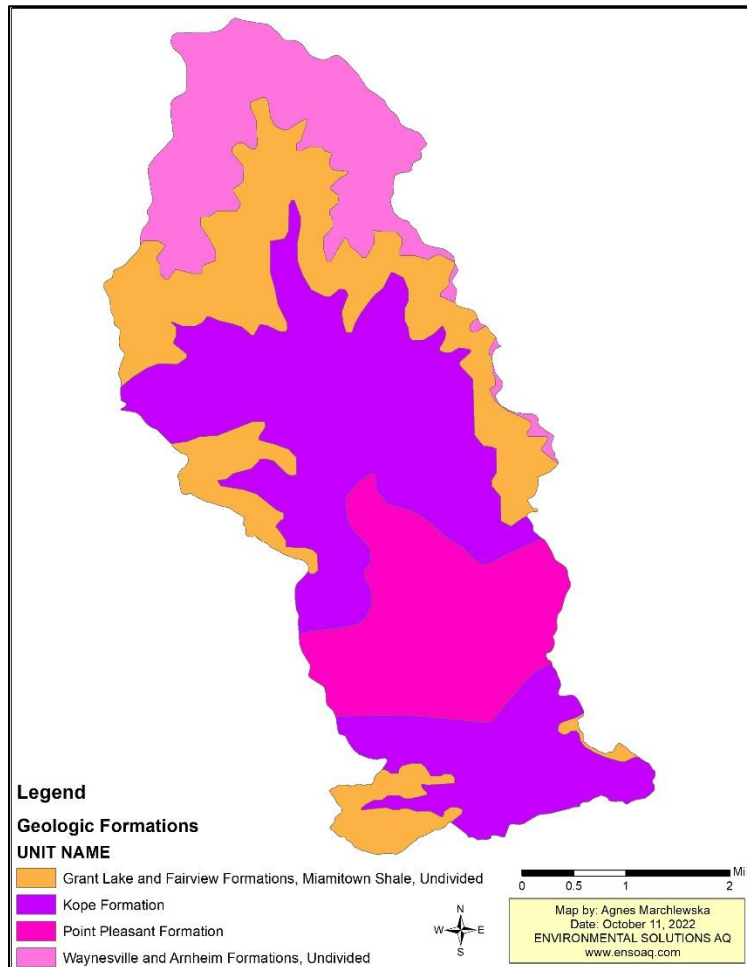 Legend
Geologic Formations
UNIT NAME
Grant Lake and Fairview Formations, Miamitown Shale, Undivided
Kope Formation
Point Pleasant Formation
Waynesville and Arnheim Formations, Undivided
N
W E
S
Mi
0 0.5 1 2
Map by: Agnes Marchlewska
Date: October 11, 2022
ENVIRONMENTAL SOLUTIONS AQ
www.ensoaq.com